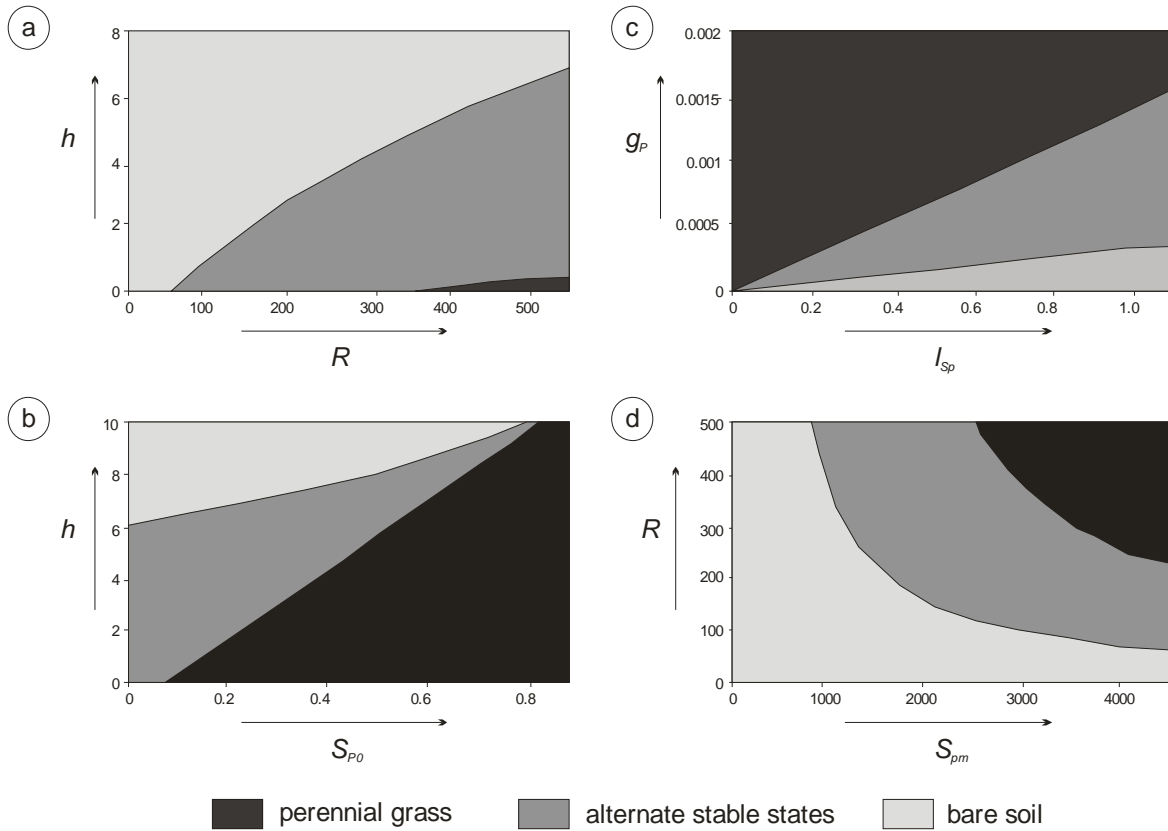 a
8
6
4
2
0
h
0 100 200 300 400 500
R
c
0.002
0.0015
0.001
0.0005
0
g_P
0 0.2 0.4 0.6 0.8 1.0
I_Sp
b
10
8
6
4
2
0
h
0 0.2 0.4 0.6 0.8
S_P0
d
500
400
300
200
100
0
R
0 1000 2000 3000 4000
S_pm
perennial grass alternate stable states bare soil